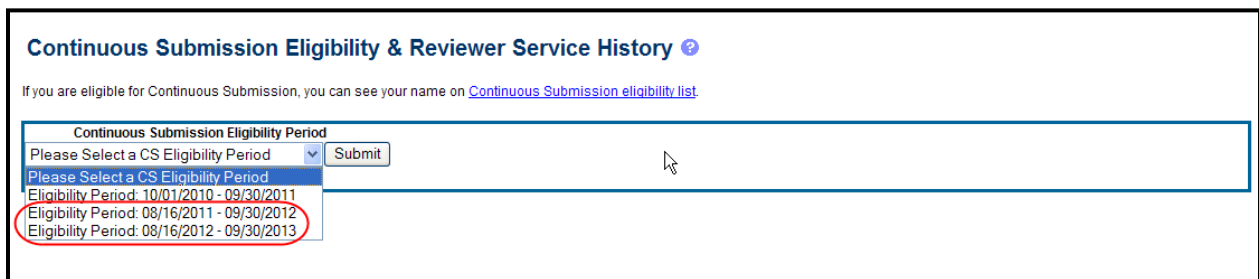 Continuous Submission Eligibility & Reviewer Service History ?
If you are eligible for Continuous Submission, you can see your name on Continuous Submission eligibility list.
Continuous Submission Eligibility Period
Please Select a CS Eligibility Period Submit
Please Select a CS Eligibility Period
Eligibility Period: 10/01/2010 - 09/30/2011
Eligibility Period: 08/16/2011 - 09/30/2012
Eligibility Period: 08/16/2012 - 09/30/2013